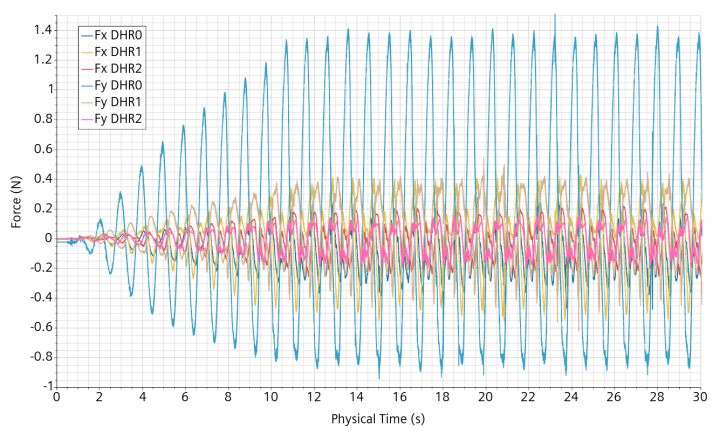 1.4
1.2
1
0.8
0.6
0.4
0.2
0
-0.2
-0.4
-0.6
-0.8
-1
Force (N)
Fx DHR0
Fx DHR1
Fx DHR2
Fy DHR0
Fy DHR1
Fy DHR2
0 2 4 6 8 10 12 14 16 18 20 22 24 26 28 30
Physical Time (s)